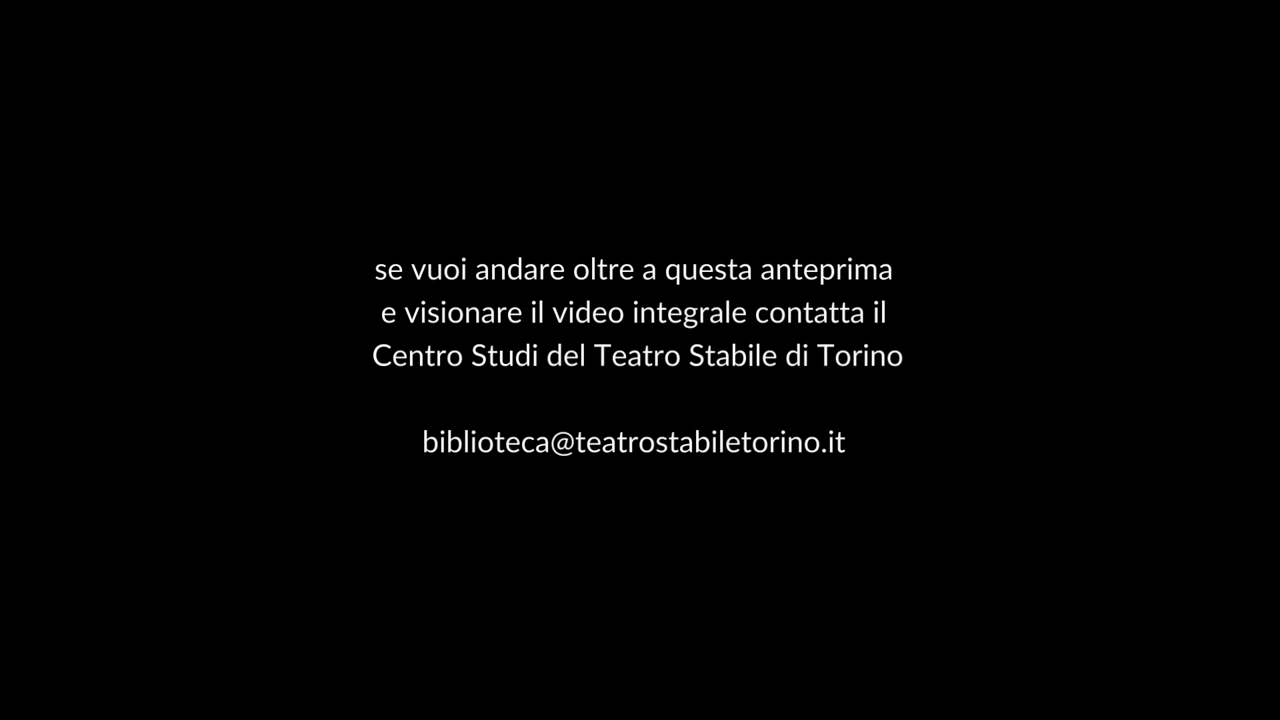 se vuoi andare oltre a questa anteprima
e visionare il video integrale contatta il
Centro Studi del Teatro Stabile di Torino
biblioteca@teatrostabiletorino.it